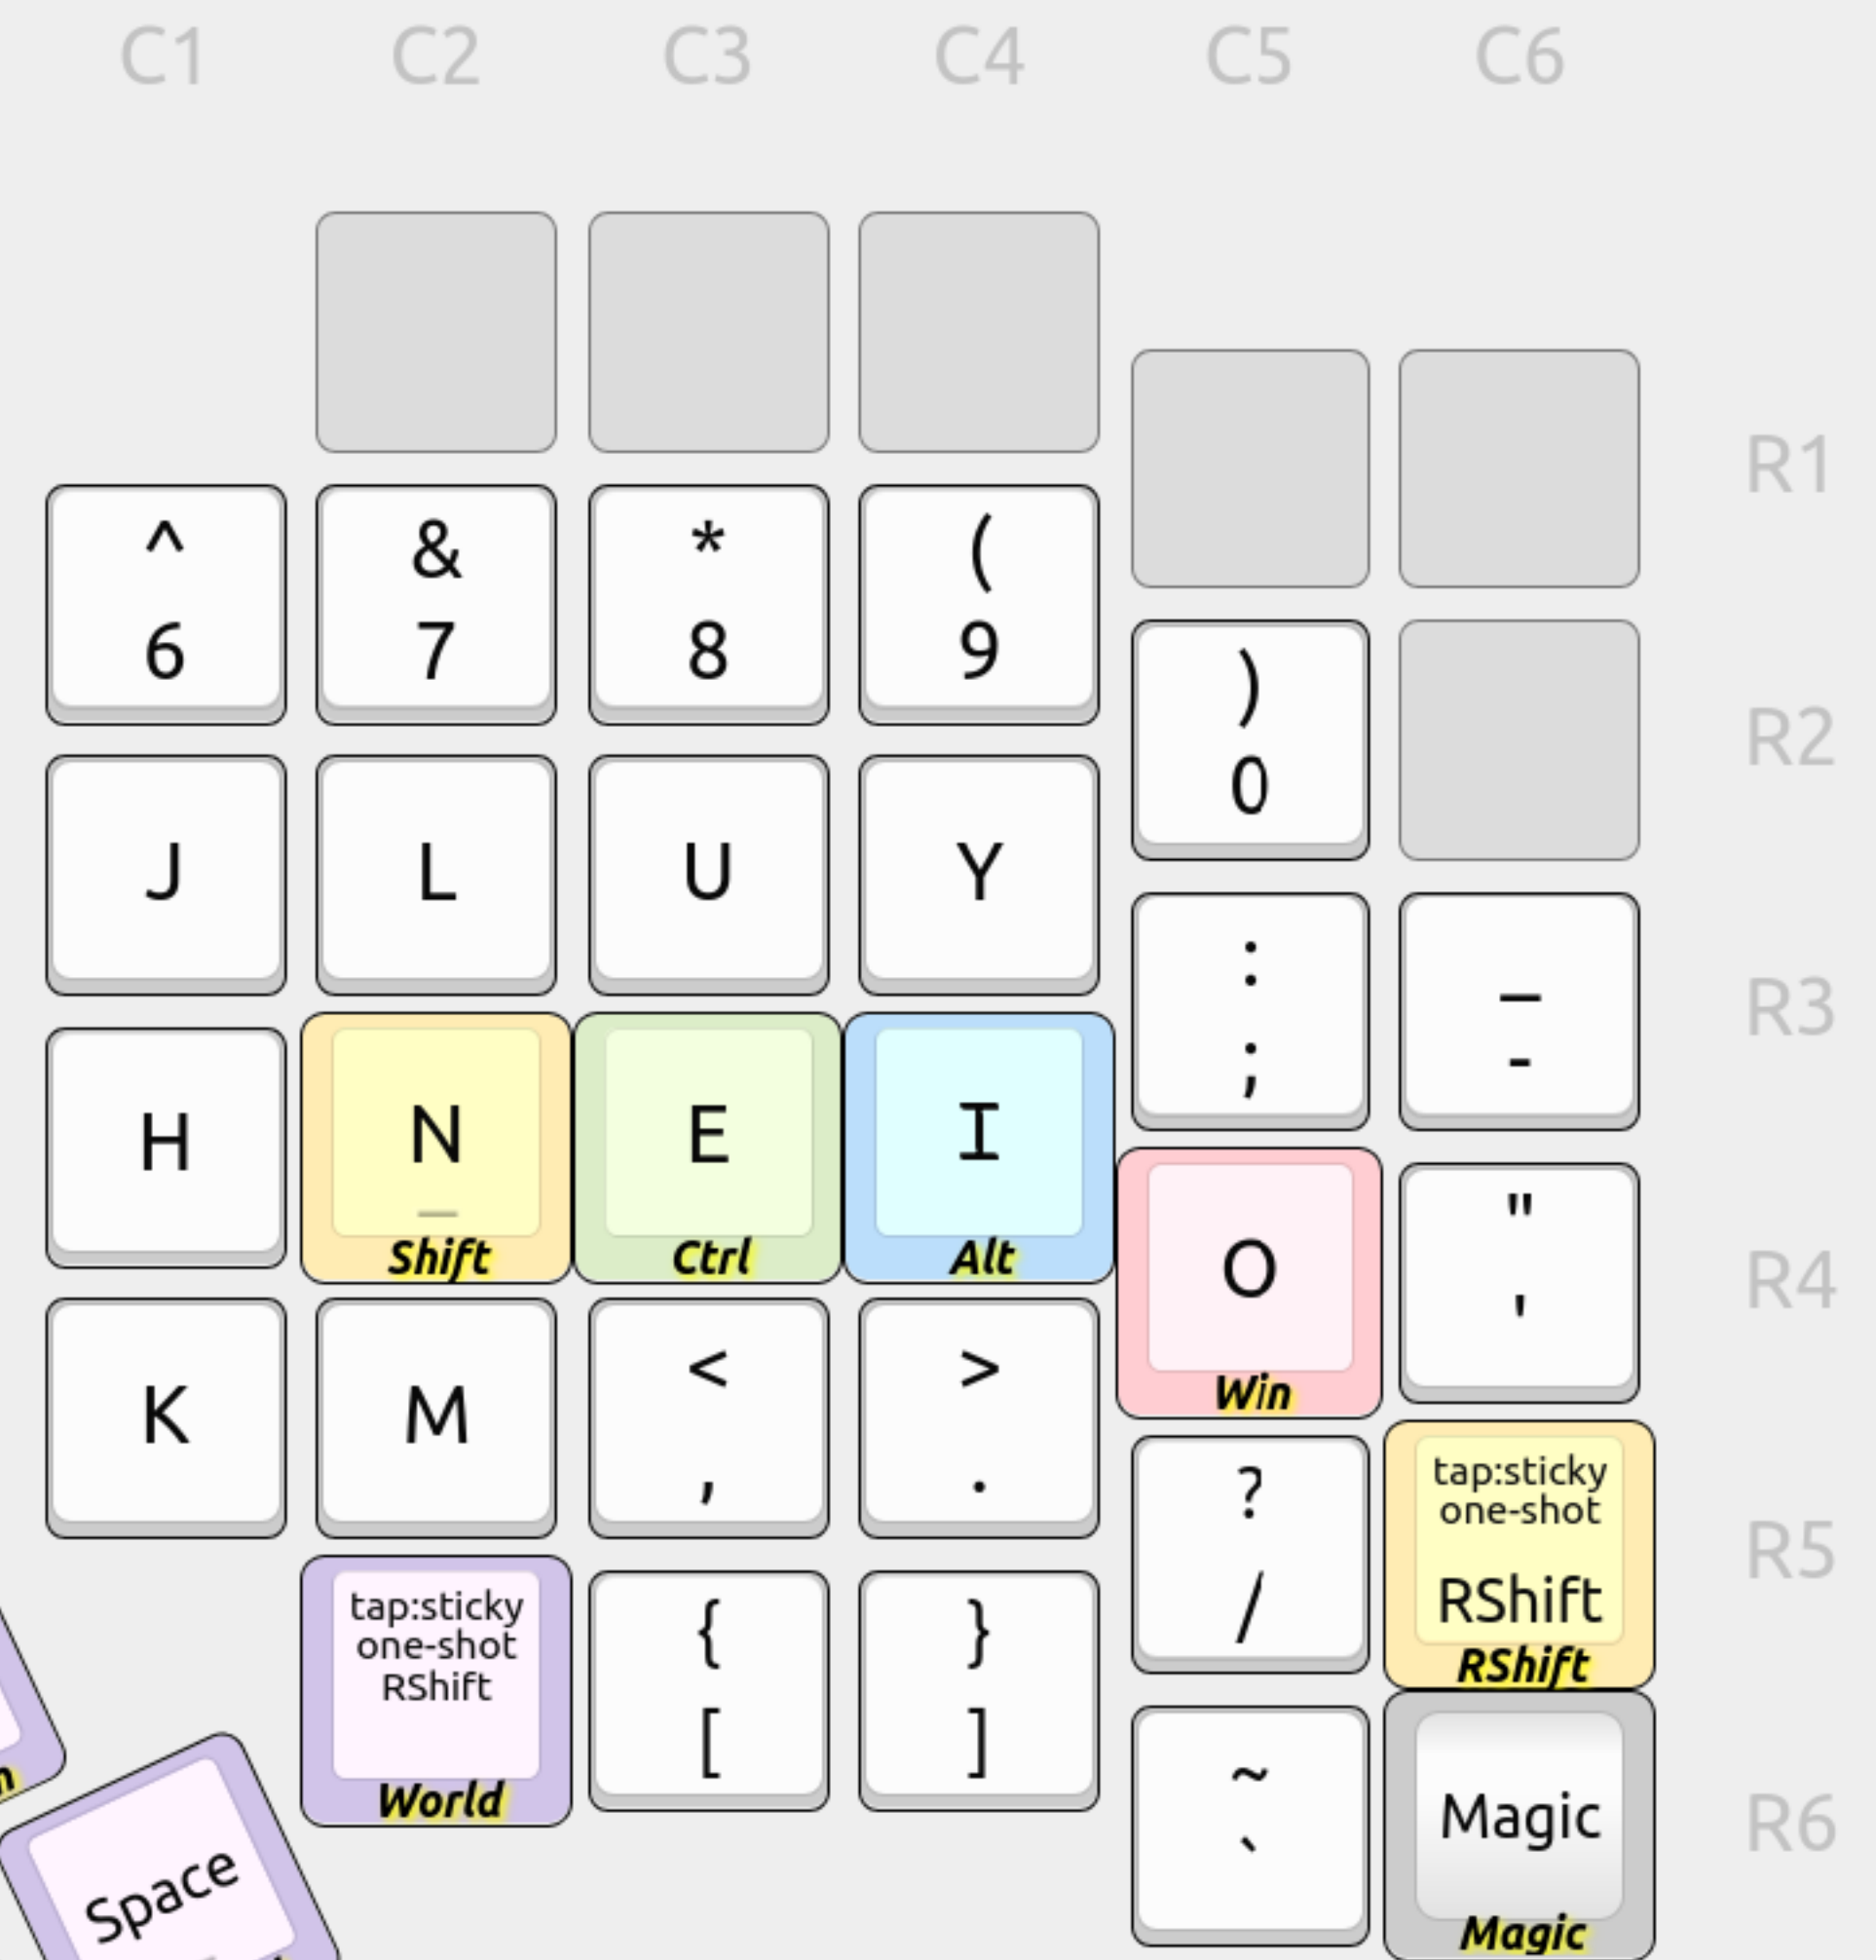 C1 C2 C3 C4 C5 C6
R1
^ & * (
6 7 8 9
)
0
R2
J L U Y
:
;
_
-
R3
H N E I
_
Shift Ctrl Alt
O
Win
"
'
R4
K M
<
,
>
.
?
/
tap:sticky
one-shot
RShift
RShift
R5
tap:sticky
one-shot
RShift
World
{
[
}
]
~
`
Magic
Magic
R6
Space